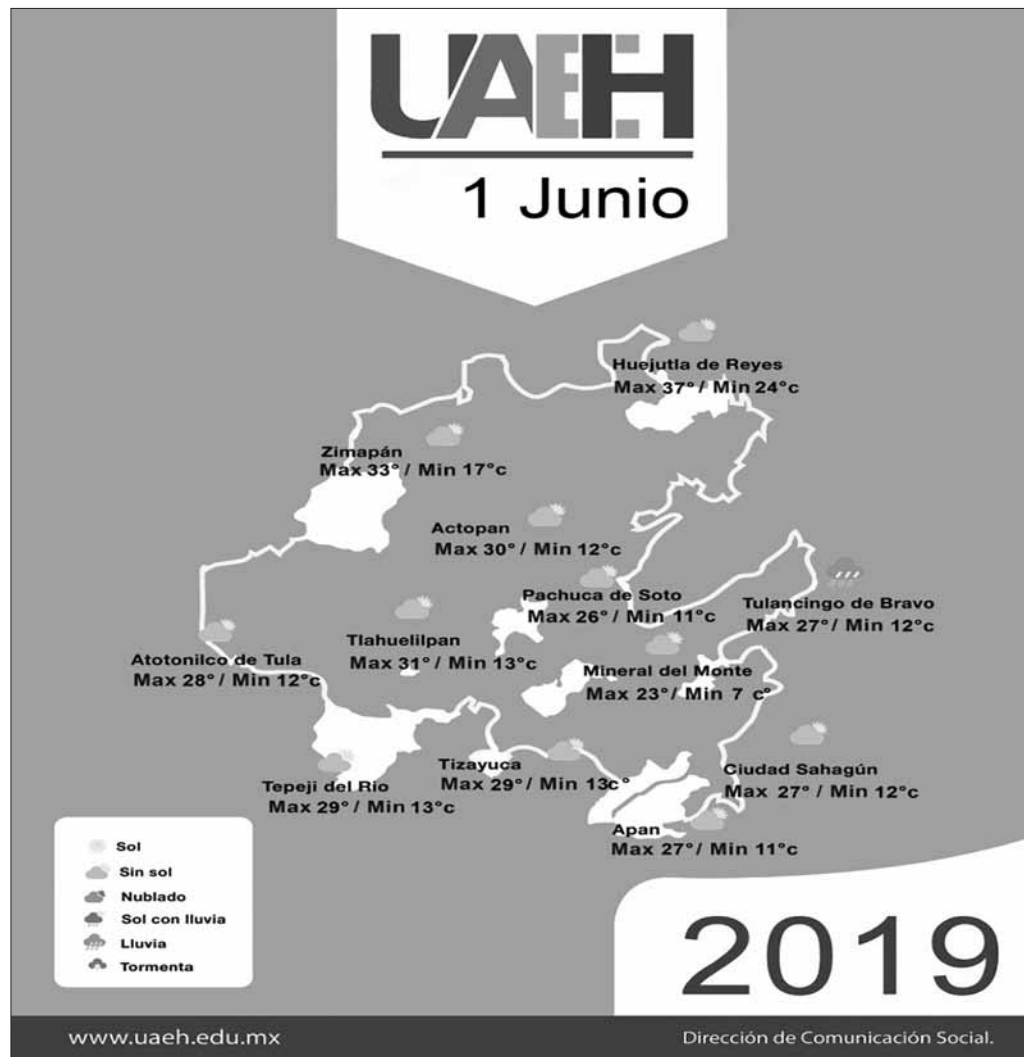 UAEH
1 Junio
Huejutla de Reyes
Max 37° / Min 24°c
Zimapán
Max 33° / Min 17°c
Actopan
Max 30° / Min 12°c
Pachuca de Soto
Max 26° / Min 11°c
Tulancingo de Bravo
Max 27° / Min 12°c
Tlahuelilpan
Max 31° / Min 13°c
Atotonilco de Tula
Max 28° / Min 12°c
Mineral del Monte
Max 23° / Min 7 c°
Tizayuca
Max 29° / Min 13c°
Ciudad Sahagún
Max 27° / Min 12°c
Tepeji del Río
Max 29° / Min 13°c
Apan
Max 27° / Min 11°c
Sol
Sin sol
Nublado
Sol con lluvia
Lluvia
Tormenta
2019
www.uaeh.edu.mx
Dirección de Comunicación Social.